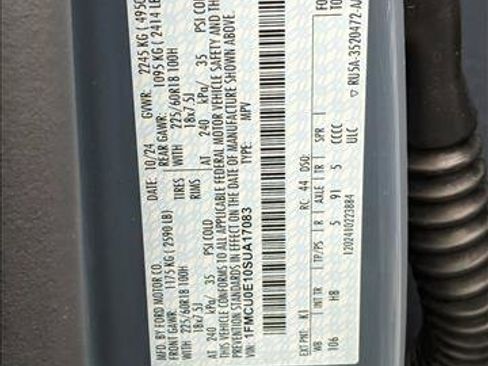 MFD. BY FORD MOTOR CO.
DATE: 10/24 GVWR: 2245 KG ( 4950
FRONT GAWR: 1175 KG ( 2590 LB) REAR GAWR: 1095 KG ( 2414 LB
WITH 225/60R18 100H TIRES WITH 225/60R18 100H
18x7.5J RIMS 18x7.5J
AT 240 kPa/ 35 PSI COLD AT 240 kPa/ 35 PSI COLD
THIS VEHICLE CONFORMS TO ALL APPLICABLE FEDERAL MOTOR VEHICLE SAFETY AND
STANDARDS IN EFFECT ON THE DATE OF MANUFACTURE SHOWN ABOVE
VIN: 1FMCU0E10SUA17083 TYPE: MPV
EXT PNT: K1 RC: 44 DSO:
WB INT TR TP/PS R AXLE TR SPR
106 H8 5 91 5 CCCC
1202410223884 ULC
▽ RU5A-3520472-A